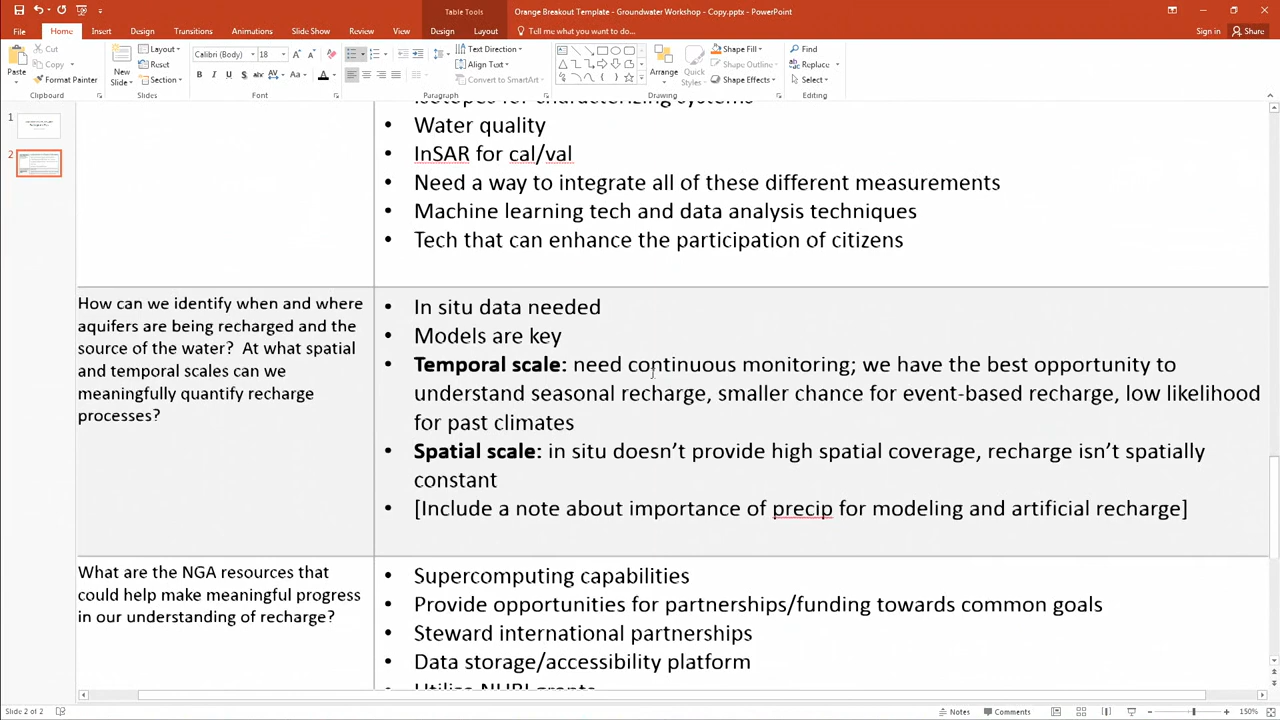 Table Tools
Orange Breakout Template - Groundwater Workshop - Copy.pptx - PowerPoint
File
Home
Insert
Design
Transitions
Animations
Slide Show
Review
View
Design
Layout
Tell me what you want to do...
Sign in
Share
Paste
Cut
Copy
Format Painter
Clipboard
New Slide
Layout
Reset
Section
Slides
Calibri (Body)
18
Font
Text Direction
Align Text
Convert to SmartArt
Paragraph
Arrange
Quick Styles
Shape Fill
Shape Outline
Shape Effects
Drawing
Find
Replace
Select
Editing
1
2
Isotopes for characterizing systems
• Water quality
• InSAR for cal/val
• Need a way to integrate all of these different measurements
• Machine learning tech and data analysis techniques
• Tech that can enhance the participation of citizens
How can we identify when and where
aquifers are being recharged and the
source of the water? At what spatial
and temporal scales can we
meaningfully quantify recharge
processes?
• In situ data needed
• Models are key
• Temporal scale: need continuous monitoring; we have the best opportunity to
understand seasonal recharge, smaller chance for event-based recharge, low likelihood
for past climates
• Spatial scale: in situ doesn’t provide high spatial coverage, recharge isn’t spatially
constant
• [Include a note about importance of precip for modeling and artificial recharge]
What are the NGA resources that
could help make meaningful progress
in our understanding of recharge?
• Supercomputing capabilities
• Provide opportunities for partnerships/funding towards common goals
• Steward international partnerships
• Data storage/accessibility platform
Slide 2 of 2
Notes
Comments
150%